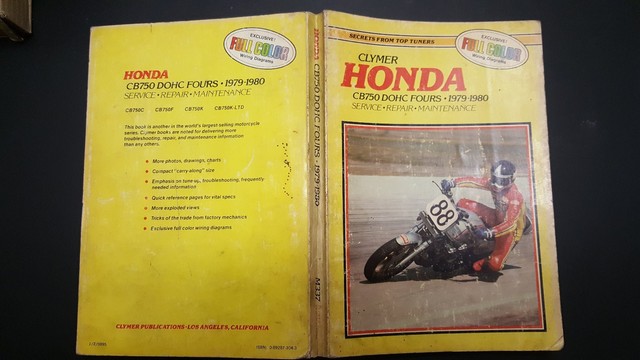 EXCLUSIVE!
FULL COLOR
Wiring Diagrams
HONDA
CB750 DOHC FOURS • 1979-1980
SERVICE • REPAIR • MAINTENANCE
CB750C CB750F CB750K CB750K-LTD
This book is another in the world's largest selling motorcycle
series. Clymer books are noted for delivering more
troubleshooting, repair, and maintenance information
than any others.
• More photos, drawings, charts
• Compact "carry-along" size
• Emphasis on tune-up, troubleshooting, frequently
needed information
• Quick reference pages for vital specs
• More exploded views
• Tricks of the trade from factory mechanics
• Exclusive full color wiring diagrams
CLYMER PUBLICATIONS • LOS ANGELES, CALIFORNIA
HONDA CB750 DOHC FOURS • 1979-1980 M337
SECRETS FROM TOP TUNERS
EXCLUSIVE!
FULL COLOR
Wiring Diagrams
CLYMER
HONDA
CB750 DOHC FOURS • 1979-1980
SERVICE • REPAIR • MAINTENANCE
88